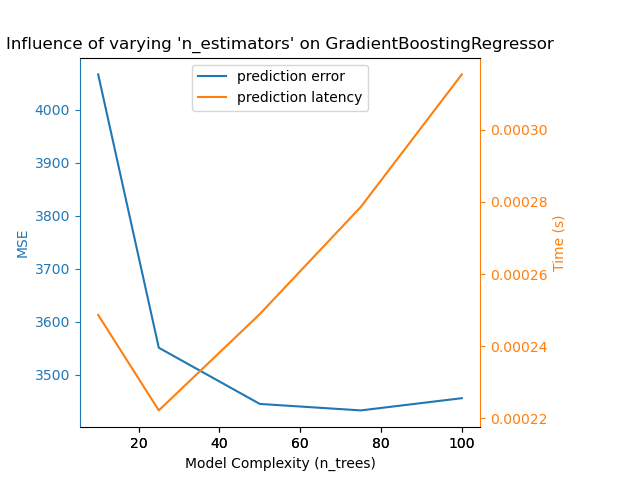 Influence of varying 'n_estimators' on GradientBoostingRegressor
prediction error
prediction latency
4000
3900
3800
3700
3600
3500
MSE
0.00030
0.00028
0.00026
0.00024
0.00022
Time (s)
20 40 60 80 100
Model Complexity (n_trees)